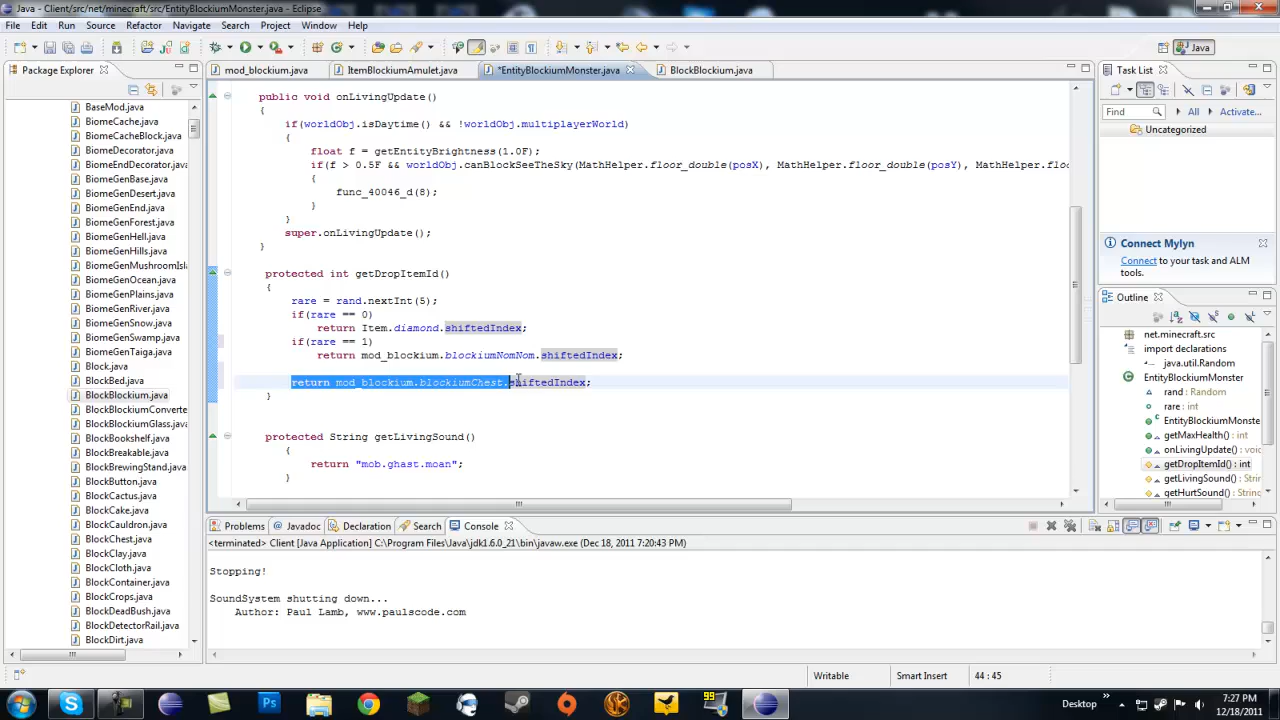 Java - Client/src/net/minecraft/src/EntityBlockiumMonster.java - Eclipse
File Edit Run Source Refactor Navigate Search Project Window Help
Java
Package Explorer
BaseMod.java
BiomeCache.java
BiomeCacheBlock.java
BiomeDecorator.java
BiomeEndDecorator.java
BiomeGenBase.java
BiomeGenDesert.java
BiomeGenEnd.java
BiomeGenForest.java
BiomeGenHell.java
BiomeGenHills.java
BiomeGenMushroomIsl
BiomeGenOcean.java
BiomeGenPlains.java
BiomeGenRiver.java
BiomeGenSnow.java
BiomeGenSwamp.java
BiomeGenTaiga.java
Block.java
BlockBed.java
BlockBlockium.java
BlockBlockiumConverte
BlockBlockiumGlass.java
BlockBookshelf.java
BlockBreakable.java
BlockBrewingStand.java
BlockButton.java
BlockCactus.java
BlockCake.java
BlockCauldron.java
BlockChest.java
BlockClay.java
BlockCloth.java
BlockContainer.java
BlockCrops.java
BlockDeadBush.java
BlockDetectorRail.java
BlockDirt.java
mod_blockium.java ItemBlockiumAmulet.java *EntityBlockiumMonster.java BlockBlockium.java
public void onLivingUpdate()
{
if(worldObj.isDaytime() && !worldObj.multiplayerWorld)
{
float f = getEntityBrightness(1.0F);
if(f > 0.5F && worldObj.canBlockSeeTheSky(MathHelper.floor_double(posX), MathHelper.floor_double(posY), MathHelper.floo
{
func_40046_d(8);
}
}
super.onLivingUpdate();
}
protected int getDropItemId()
{
rare = rand.nextInt(5);
if(rare == 0)
return Item.diamond.shiftedIndex;
if(rare == 1)
return mod_blockium.blockiumNomNom.shiftedIndex;
return mod_blockium.blockiumChest.shiftedIndex;
}
protected String getLivingSound()
{
return "mob.ghast.moan";
}
Problems Javadoc Declaration Search Console
<terminated> Client [Java Application] C:\Program Files\Java\jdk1.6.0_21\bin\javaw.exe (Dec 18, 2011 7:20:43 PM)
Stopping!
SoundSystem shutting down...
Author: Paul Lamb, www.paulscode.com
Task List
Find All Activate...
Uncategorized
Connect Mylyn
Connect to your task and ALM
tools.
Outline
net.minecraft.src
import declarations
java.util.Random
EntityBlockiumMonster
rand : Random
rare : int
EntityBlockiumMonste
getMaxHealth() : int
onLivingUpdate() : voi
getDropItemId() : int
getLivingSound() : Strin
getHurtSound() : String
Writable Smart Insert 44 : 45
99
Desktop
7:27 PM
12/18/2011